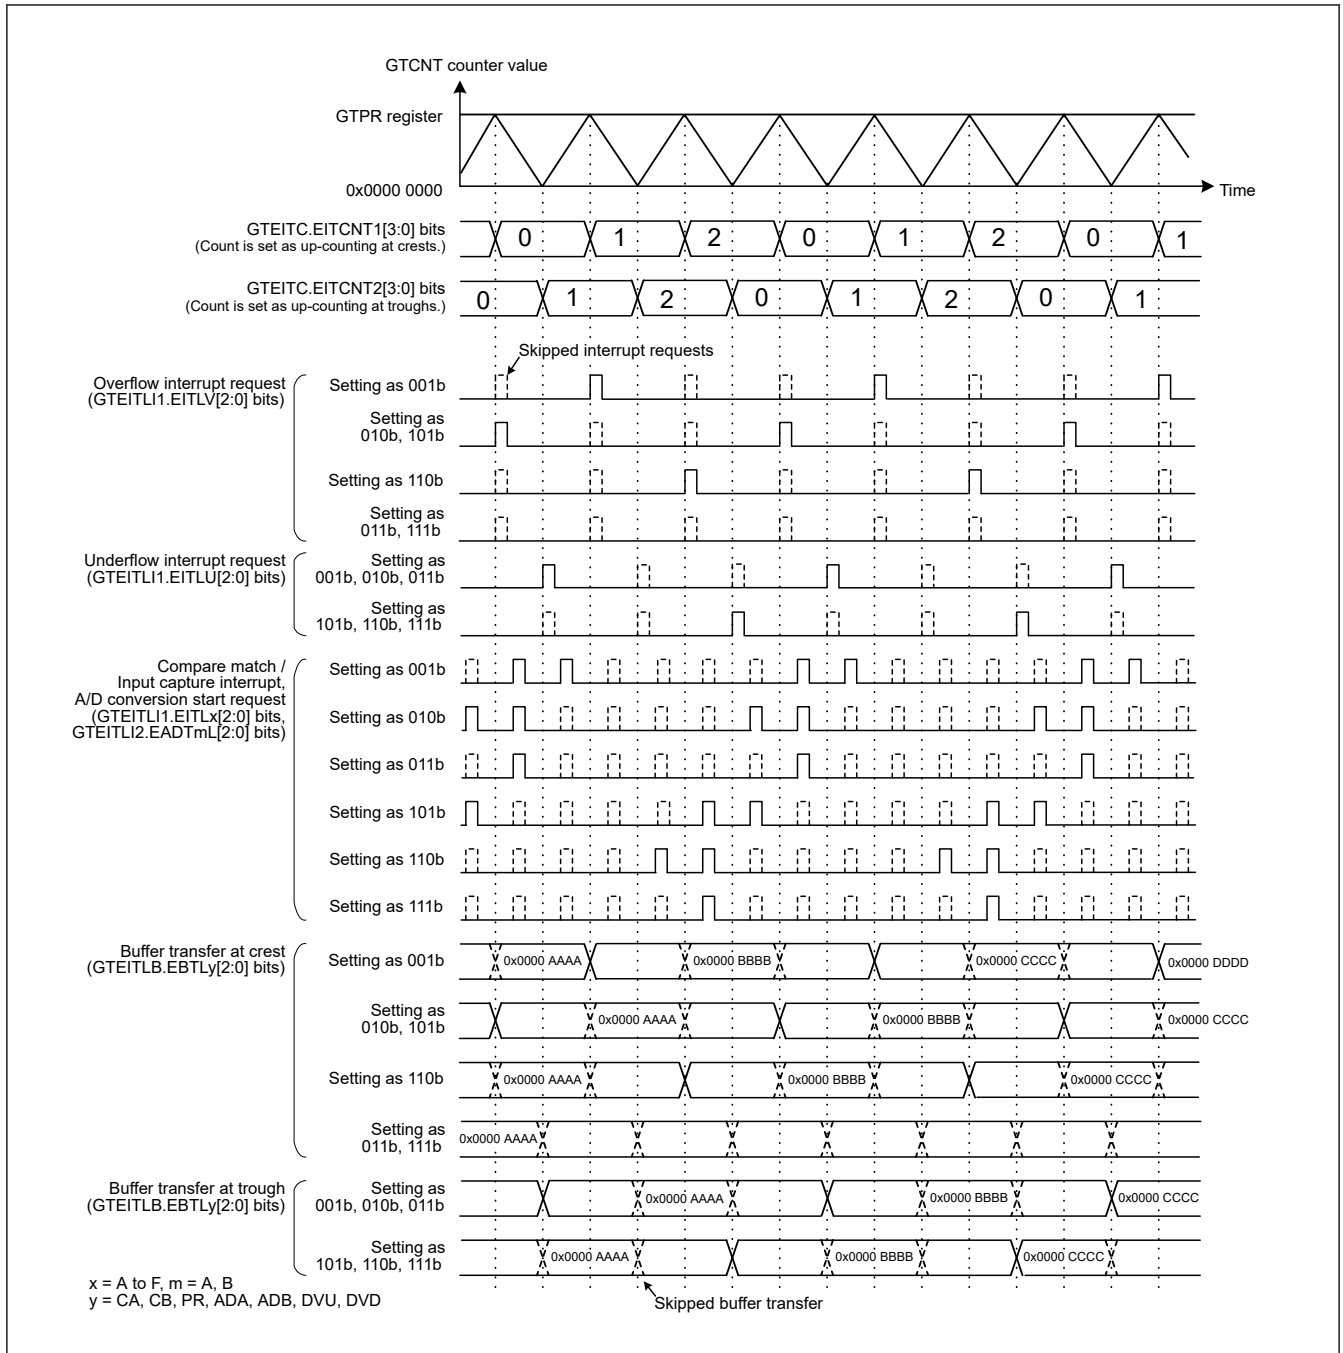 GTCNT counter value
GTPR register
0x0000 0000
Time
GTEITC.EITCNT1[3:0] bits
(Count is set as up-counting at crests.)
0 1 2 0 1 2 0 1
GTEITC.EITCNT2[3:0] bits
(Count is set as up-counting at troughs.)
0 1 2 0 1 2 0 1
Skipped interrupt requests
Overflow interrupt request
(GTEITLI1.EITLV[2:0] bits)
Setting as 001b
Setting as
010b, 101b
Setting as 110b
Setting as
011b, 111b
Underflow interrupt request
(GTEITLI1.EITLU[2:0] bits)
Setting as
001b, 010b, 011b
Setting as
101b, 110b, 111b
Compare match /
Input capture interrupt,
A/D conversion start request
(GTEITLI1.EITLx[2:0] bits,
GTEITLI2.EADTmL[2:0] bits)
Setting as 001b
Setting as 010b
Setting as 011b
Setting as 101b
Setting as 110b
Setting as 111b
Buffer transfer at crest
(GTEITLB.EBTLy[2:0] bits)
Setting as 001b
0x0000 AAAA 0x0000 BBBB 0x0000 CCCC 0x0000 DDDD
Setting as
010b, 101b
0x0000 AAAA 0x0000 BBBB 0x0000 CCCC
Setting as 110b
0x0000 AAAA 0x0000 BBBB 0x0000 CCCC
Setting as
011b, 111b
0x0000 AAAA
Buffer transfer at trough
(GTEITLB.EBTLy[2:0] bits)
Setting as
001b, 010b, 011b
0x0000 AAAA 0x0000 BBBB 0x0000 CCCC
Setting as
101b, 110b, 111b
0x0000 AAAA 0x0000 BBBB 0x0000 CCCC
Skipped buffer transfer
x = A to F, m = A, B
y = CA, CB, PR, ADA, ADB, DVU, DVD